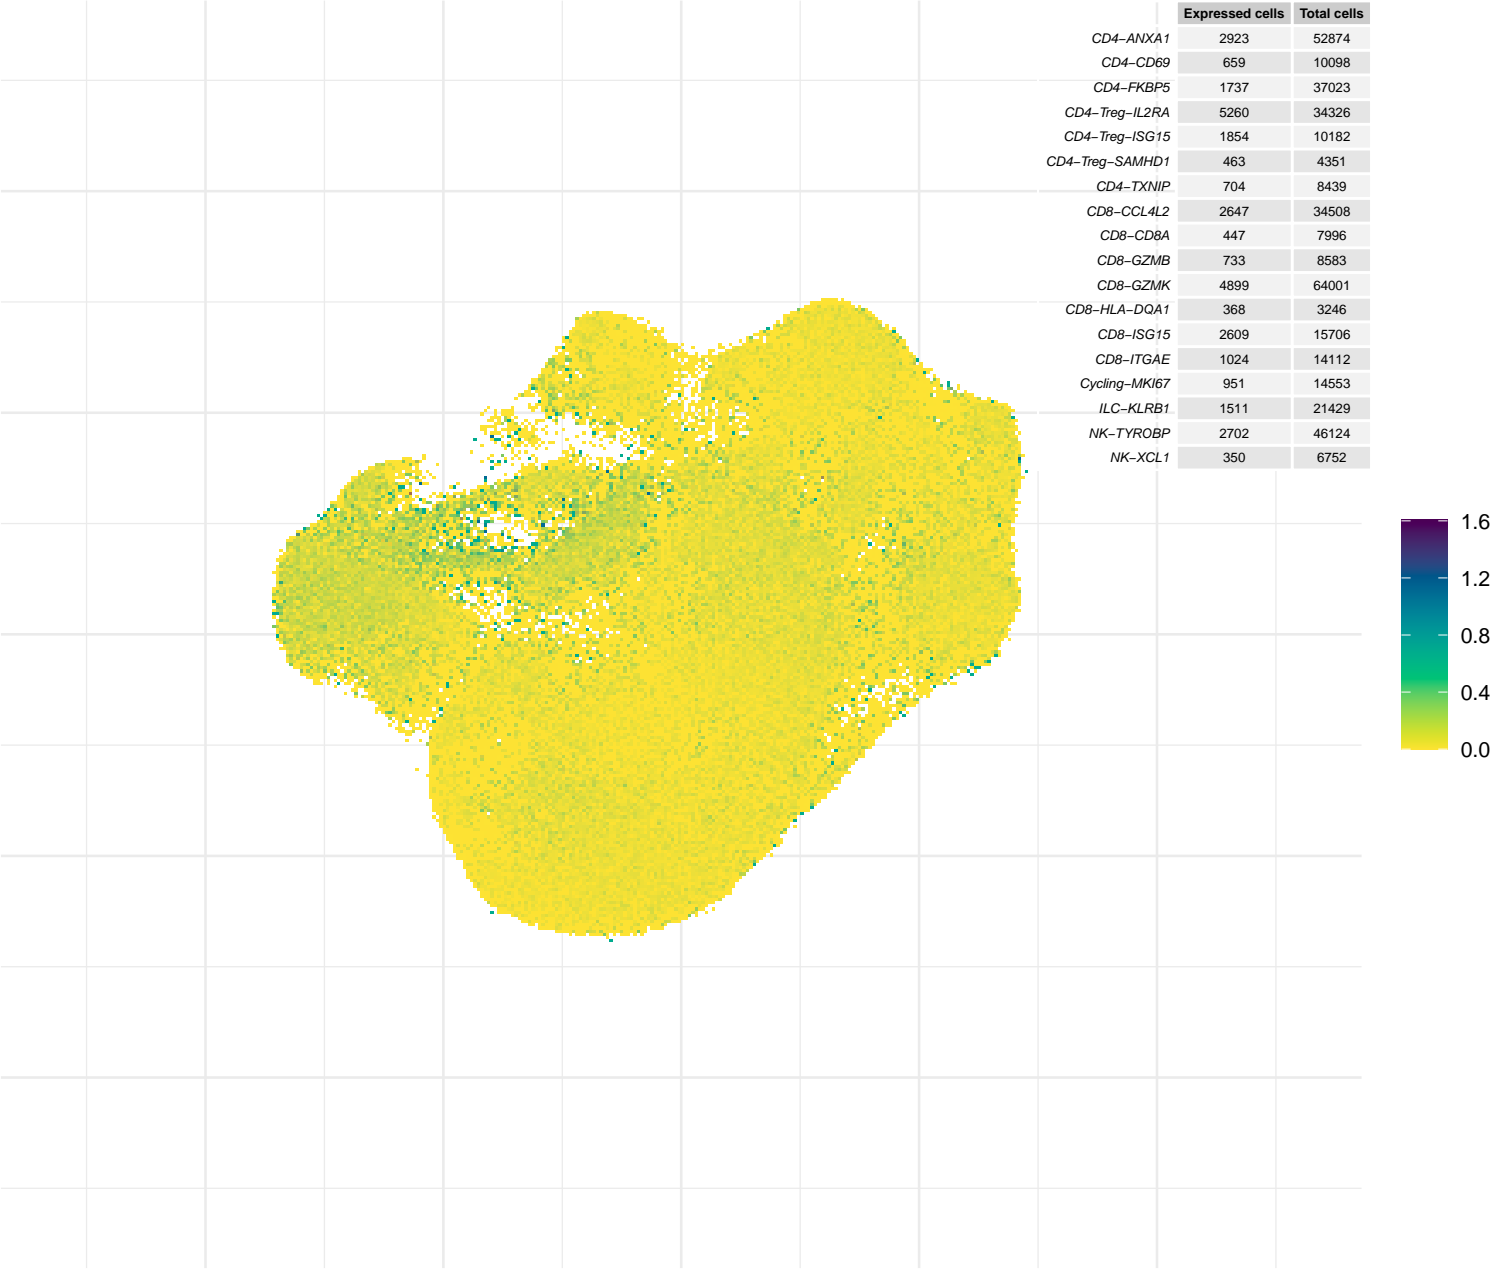 Expressed cells Total cells
CD4−ANXA1 2923 52874
CD4−CD69 659 10098
CD4−FKBP5 1737 37023
CD4−Treg−IL2RA 5260 34326
CD4−Treg−ISG15 1854 10182
CD4−Treg−SAMHD1 463 4351
CD4−TXNIP 704 8439
CD8−CCL4L2 2647 34508
CD8−CD8A 447 7996
CD8−GZMB 733 8583
CD8−GZMK 4899 64001
CD8−HLA−DQA1 368 3246
CD8−ISG15 2609 15706
CD8−ITGAE 1024 14112
Cycling−MKI67 951 14553
ILC−KLRB1 1511 21429
NK−TYROBP 2702 46124
NK−XCL1 350 6752
1.6
1.2
0.8
0.4
0.0